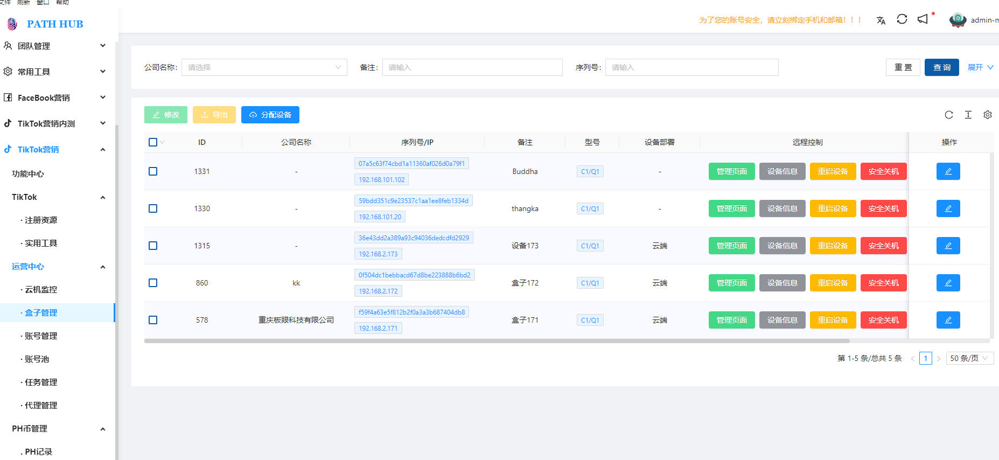 文件 刷新 窗口 帮助
PATH HUB
为了您的账号安全，请立刻绑定手机和邮箱！！！
admin-m
团队管理
常用工具
FaceBook营销
TikTok营销内测
TikTok营销
功能中心
TikTok
· 注册资源
· 实用工具
运营中心
· 云机监控
· 盒子管理
· 账号管理
· 账号池
· 任务管理
· 代理管理
PH币管理
. PH记录
公司名称: 请选择 备注: 请输入 序列号: 请输入 重 置 查 询 展开
修改 导出 分配设备
ID 公司名称 序列号/IP 备注 型号 设备部署 远程控制 操作
07a5c63f74cbd1a11360af026d0a79f1
1331 - Buddha C1/Q1 - 管理页面 设备信息 重启设备 安全关机
192.168.101.102
59bdd351c9e23537c1aa1ee8feb1334d
1330 - thangka C1/Q1 - 管理页面 设备信息 重启设备 安全关机
192.168.101.20
36e43dd2a389a93c94036dedcdfd2929
1315 - 设备173 C1/Q1 云端 管理页面 设备信息 重启设备 安全关机
192.168.2.173
0f504dc1bebbacd67d8be223888b6bd2
860 kk 盒子172 C1/Q1 云端 管理页面 设备信息 重启设备 安全关机
192.168.2.172
f59f4a63e5f812b2f0a3a3b687404db8
578 重庆板眼科技有限公司 盒子171 C1/Q1 云端 管理页面 设备信息 重启设备 安全关机
192.168.2.171
第 1-5 条/总共 5 条 < 1 > 50 条/页